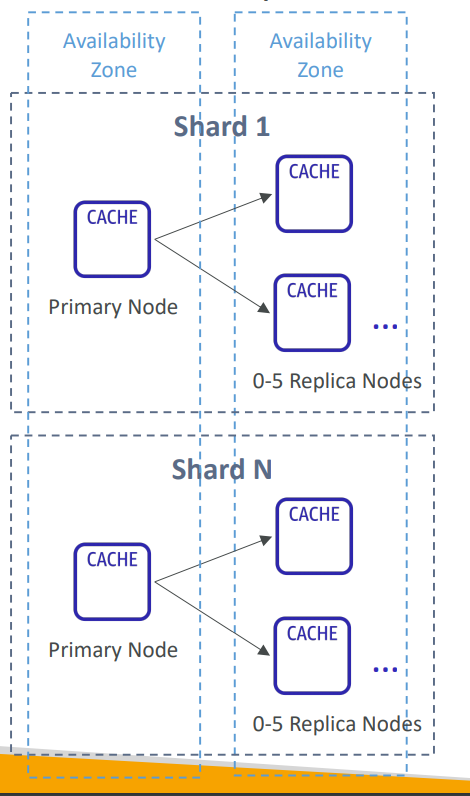 Availability
Zone
Availability
Zone
Shard 1
CACHE
CACHE
Primary Node
CACHE
...
0-5 Replica Nodes
Shard N
CACHE
CACHE
Primary Node
CACHE
...
0-5 Replica Nodes